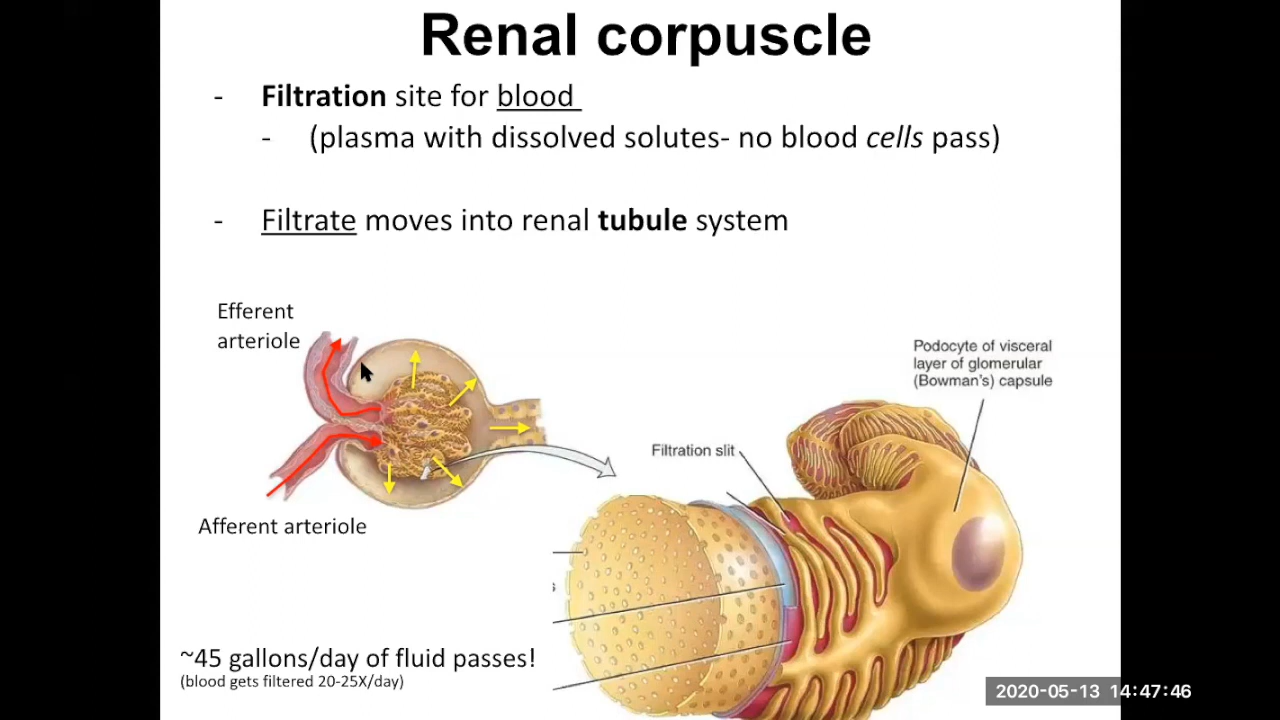 Renal corpuscle
- Filtration site for blood
- (plasma with dissolved solutes- no blood cells pass)
- Filtrate moves into renal tubule system
Efferent
arteriole
Podocyte of visceral
layer of glomerular
(Bowman's) capsule
Filtration slit
Afferent arteriole
~45 gallons/day of fluid passes!
(blood gets filtered 20-25X/day)
2020-05-13 14:47:46